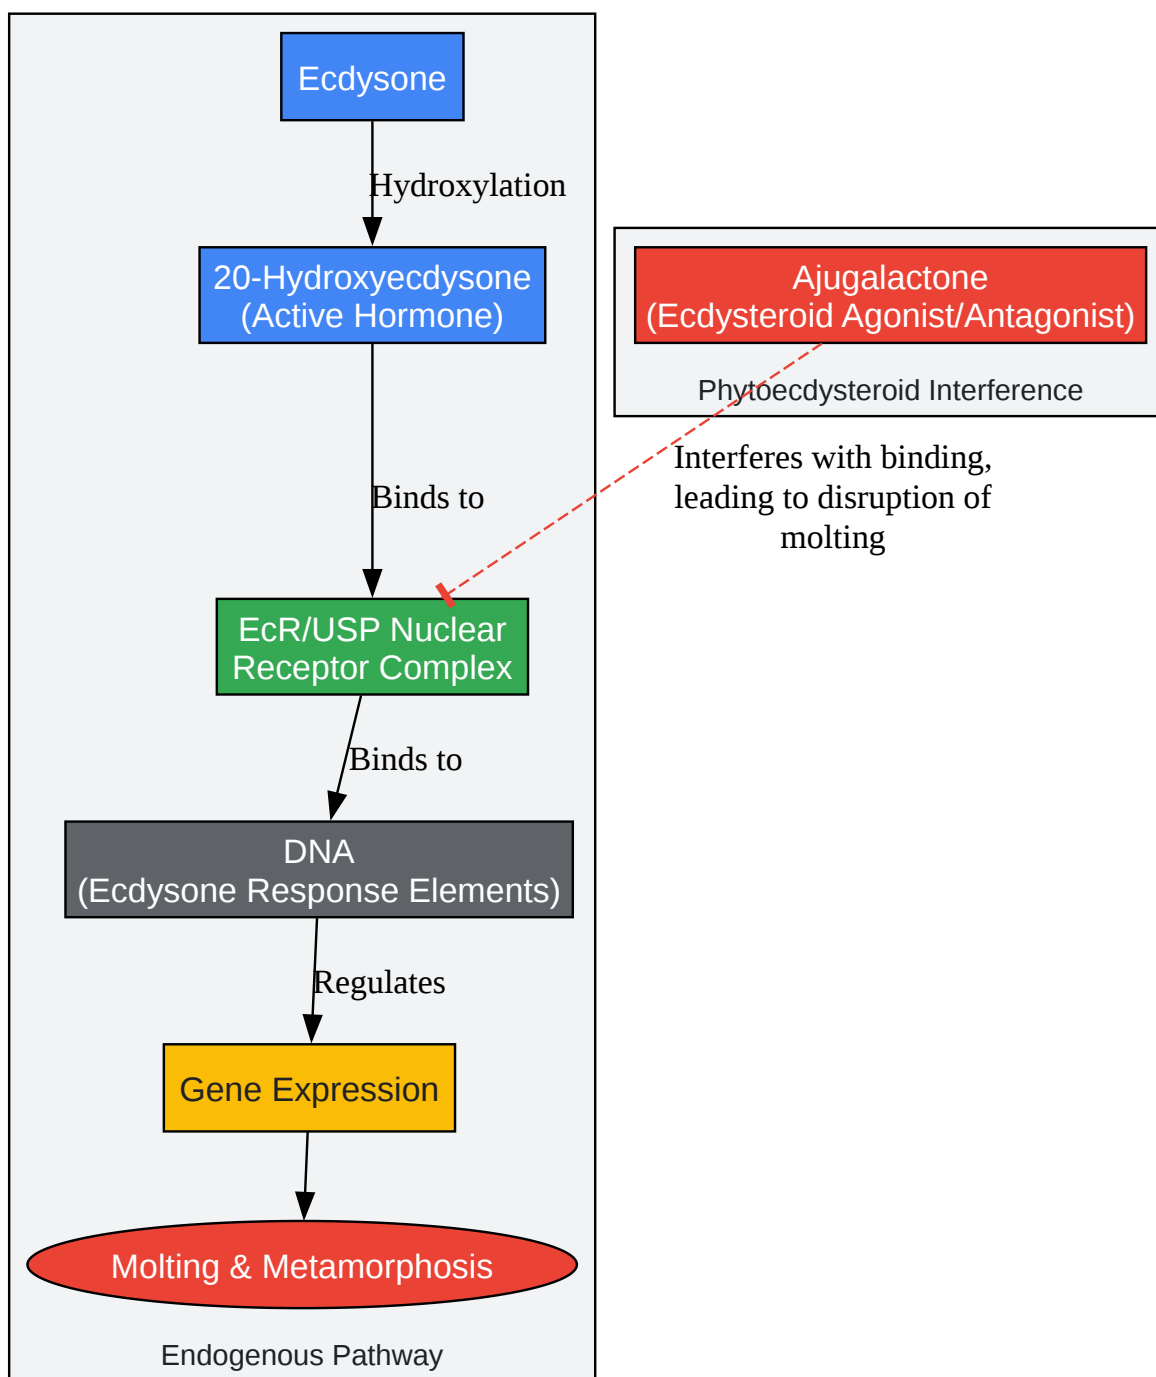 Ecdysone
Hydroxylation
20-Hydroxyecdysone
(Active Hormone)
Ajugalactone
(Ecdysteroid Agonist/Antagonist)
Phytoecdysteroid Interference
Interferes with binding,
leading to disruption of
molting
Binds to
EcR/USP Nuclear
Receptor Complex
Binds to
DNA
(Ecdysone Response Elements)
Regulates
Gene Expression
Molting & Metamorphosis
Endogenous Pathway